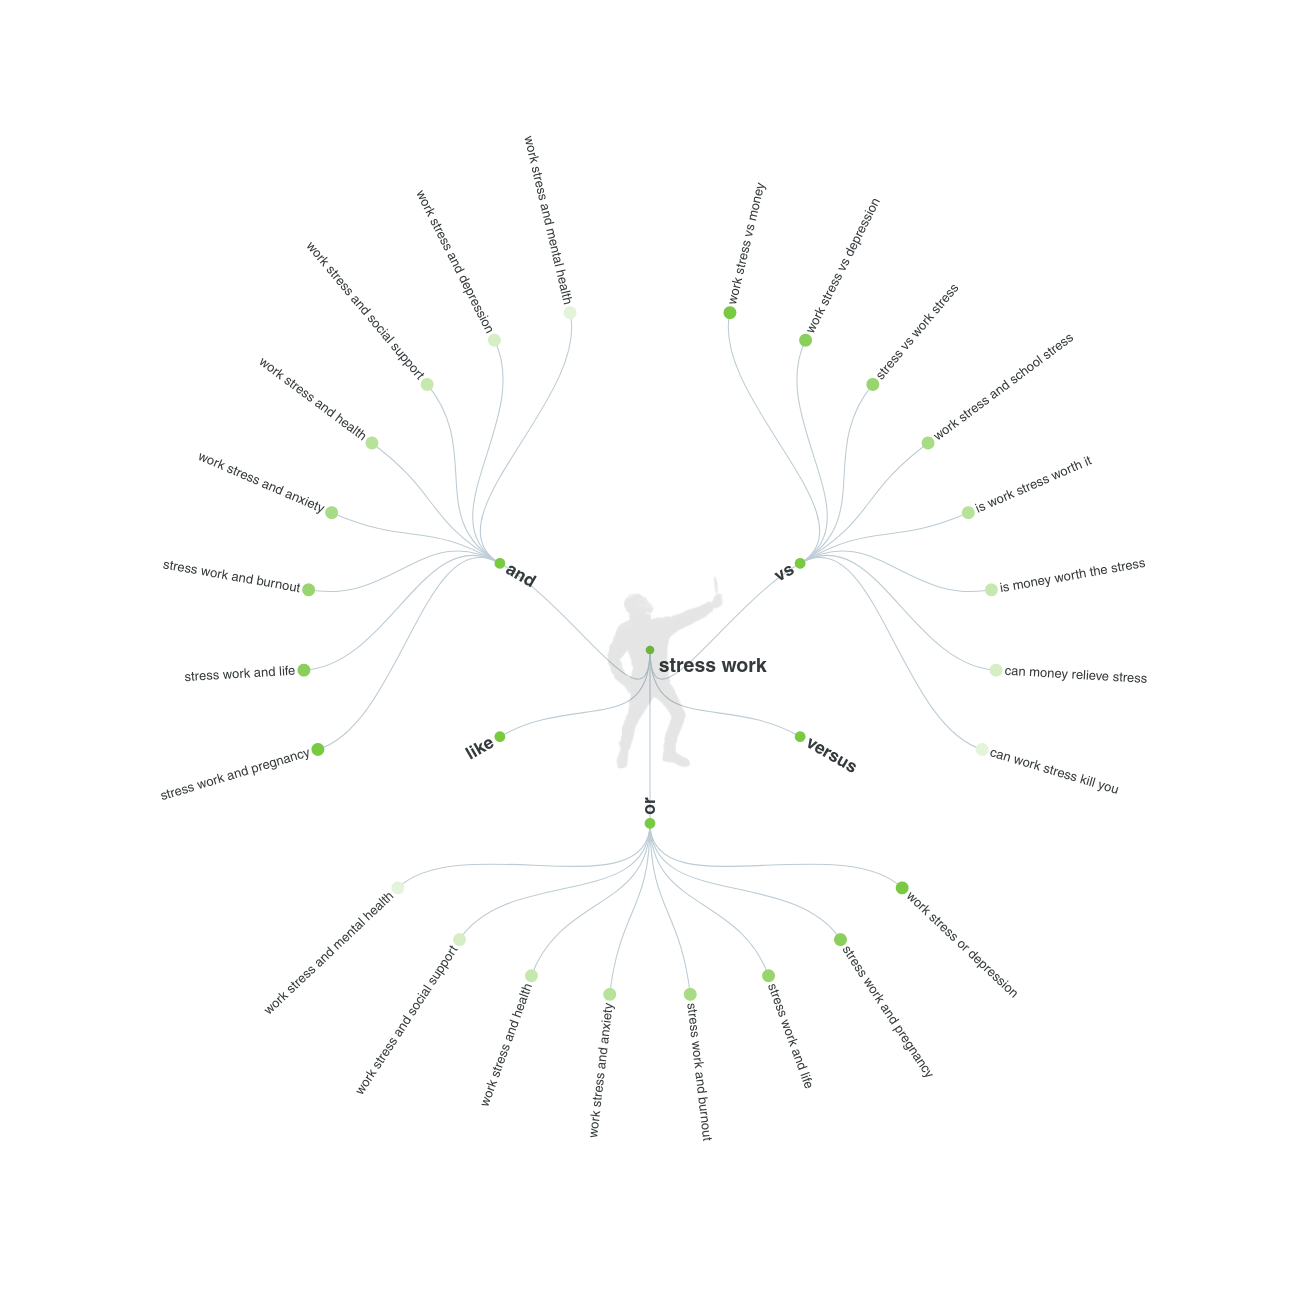 stress work
and
work stress and mental health
work stress and depression
work stress and social support
work stress and health
work stress and anxiety
stress work and burnout
stress work and life
stress work and pregnancy
vs
work stress vs money
work stress vs depression
stress vs work stress
work stress and school stress
is work stress worth it
is money worth the stress
can money relieve stress
can work stress kill you
like
versus
or
work stress or depression
stress work and pregnancy
stress work and life
stress work and burnout
work stress and anxiety
work stress and health
work stress and social support
work stress and mental health